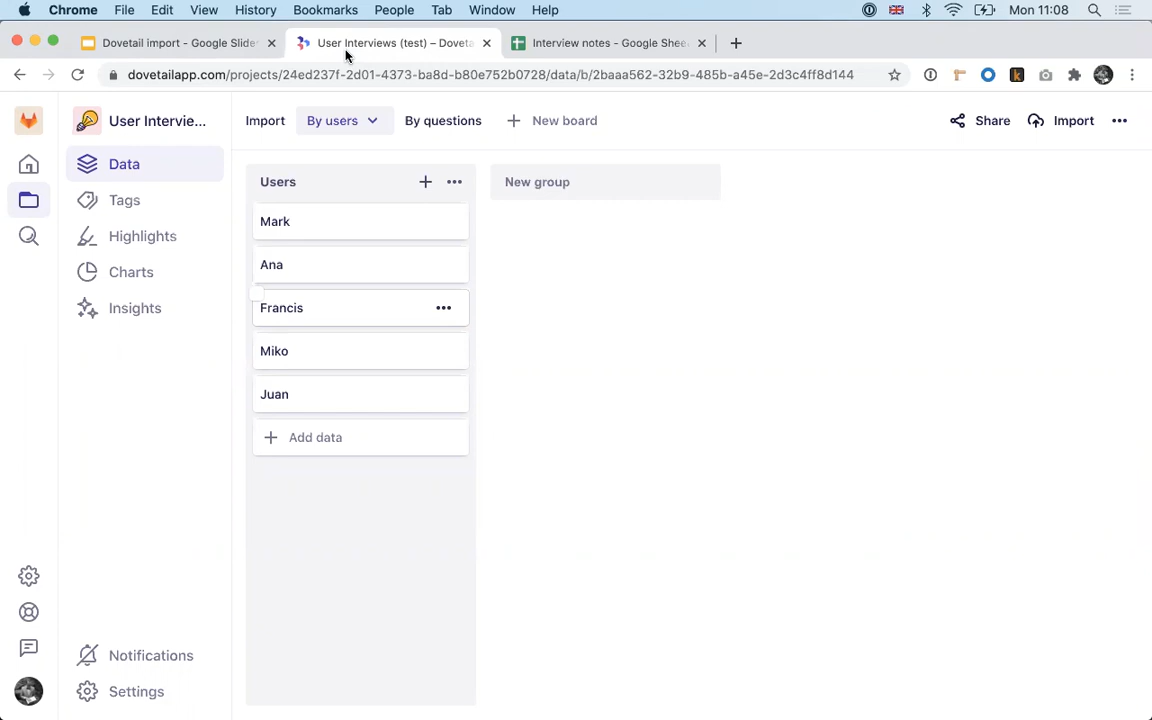 Chrome File Edit View History Bookmarks People Tab Window Help Mon 11:08
Dovetail import - Google Slide User Interviews (test) – Doveta Interview notes - Google Shee
dovetailapp.com/projects/24ed237f-2d01-4373-ba8d-b80e752b0728/data/b/2baaa562-32b9-485b-a45e-2d3c4ff8d144
User Intervie... Import By users By questions New board Share Import
Data
Users New group
Mark
Tags
Highlights
Ana
Charts
Insights
Francis
Miko
Juan
Add data
Notifications
Settings